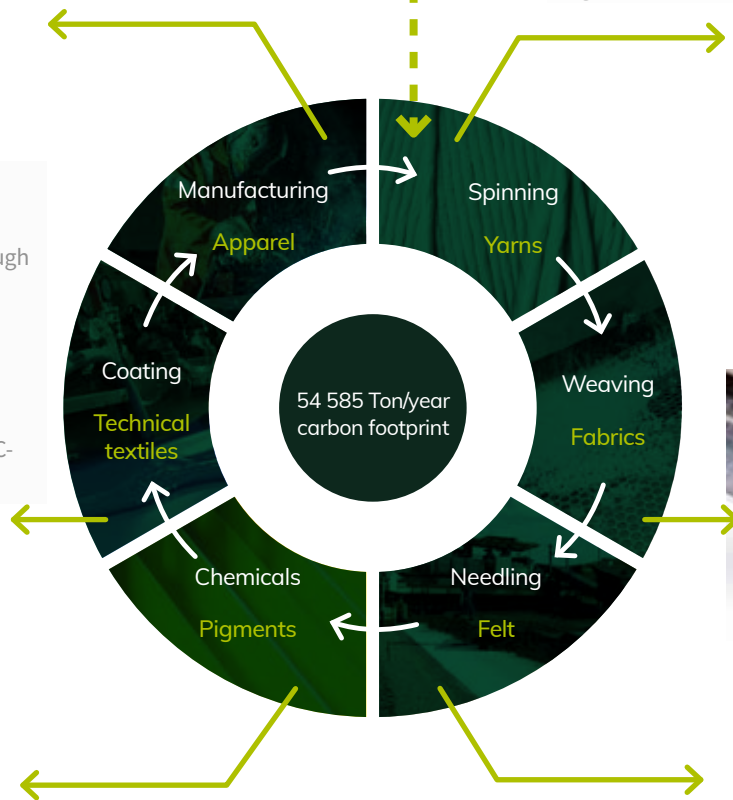 Manufacturing
Apparel
Spinning
Yarns
ugh
Coating
Technical
textiles
54 585 Ton/year
carbon footprint
Weaving
Fabrics
C-
Chemicals
Pigments
Needling
Felt